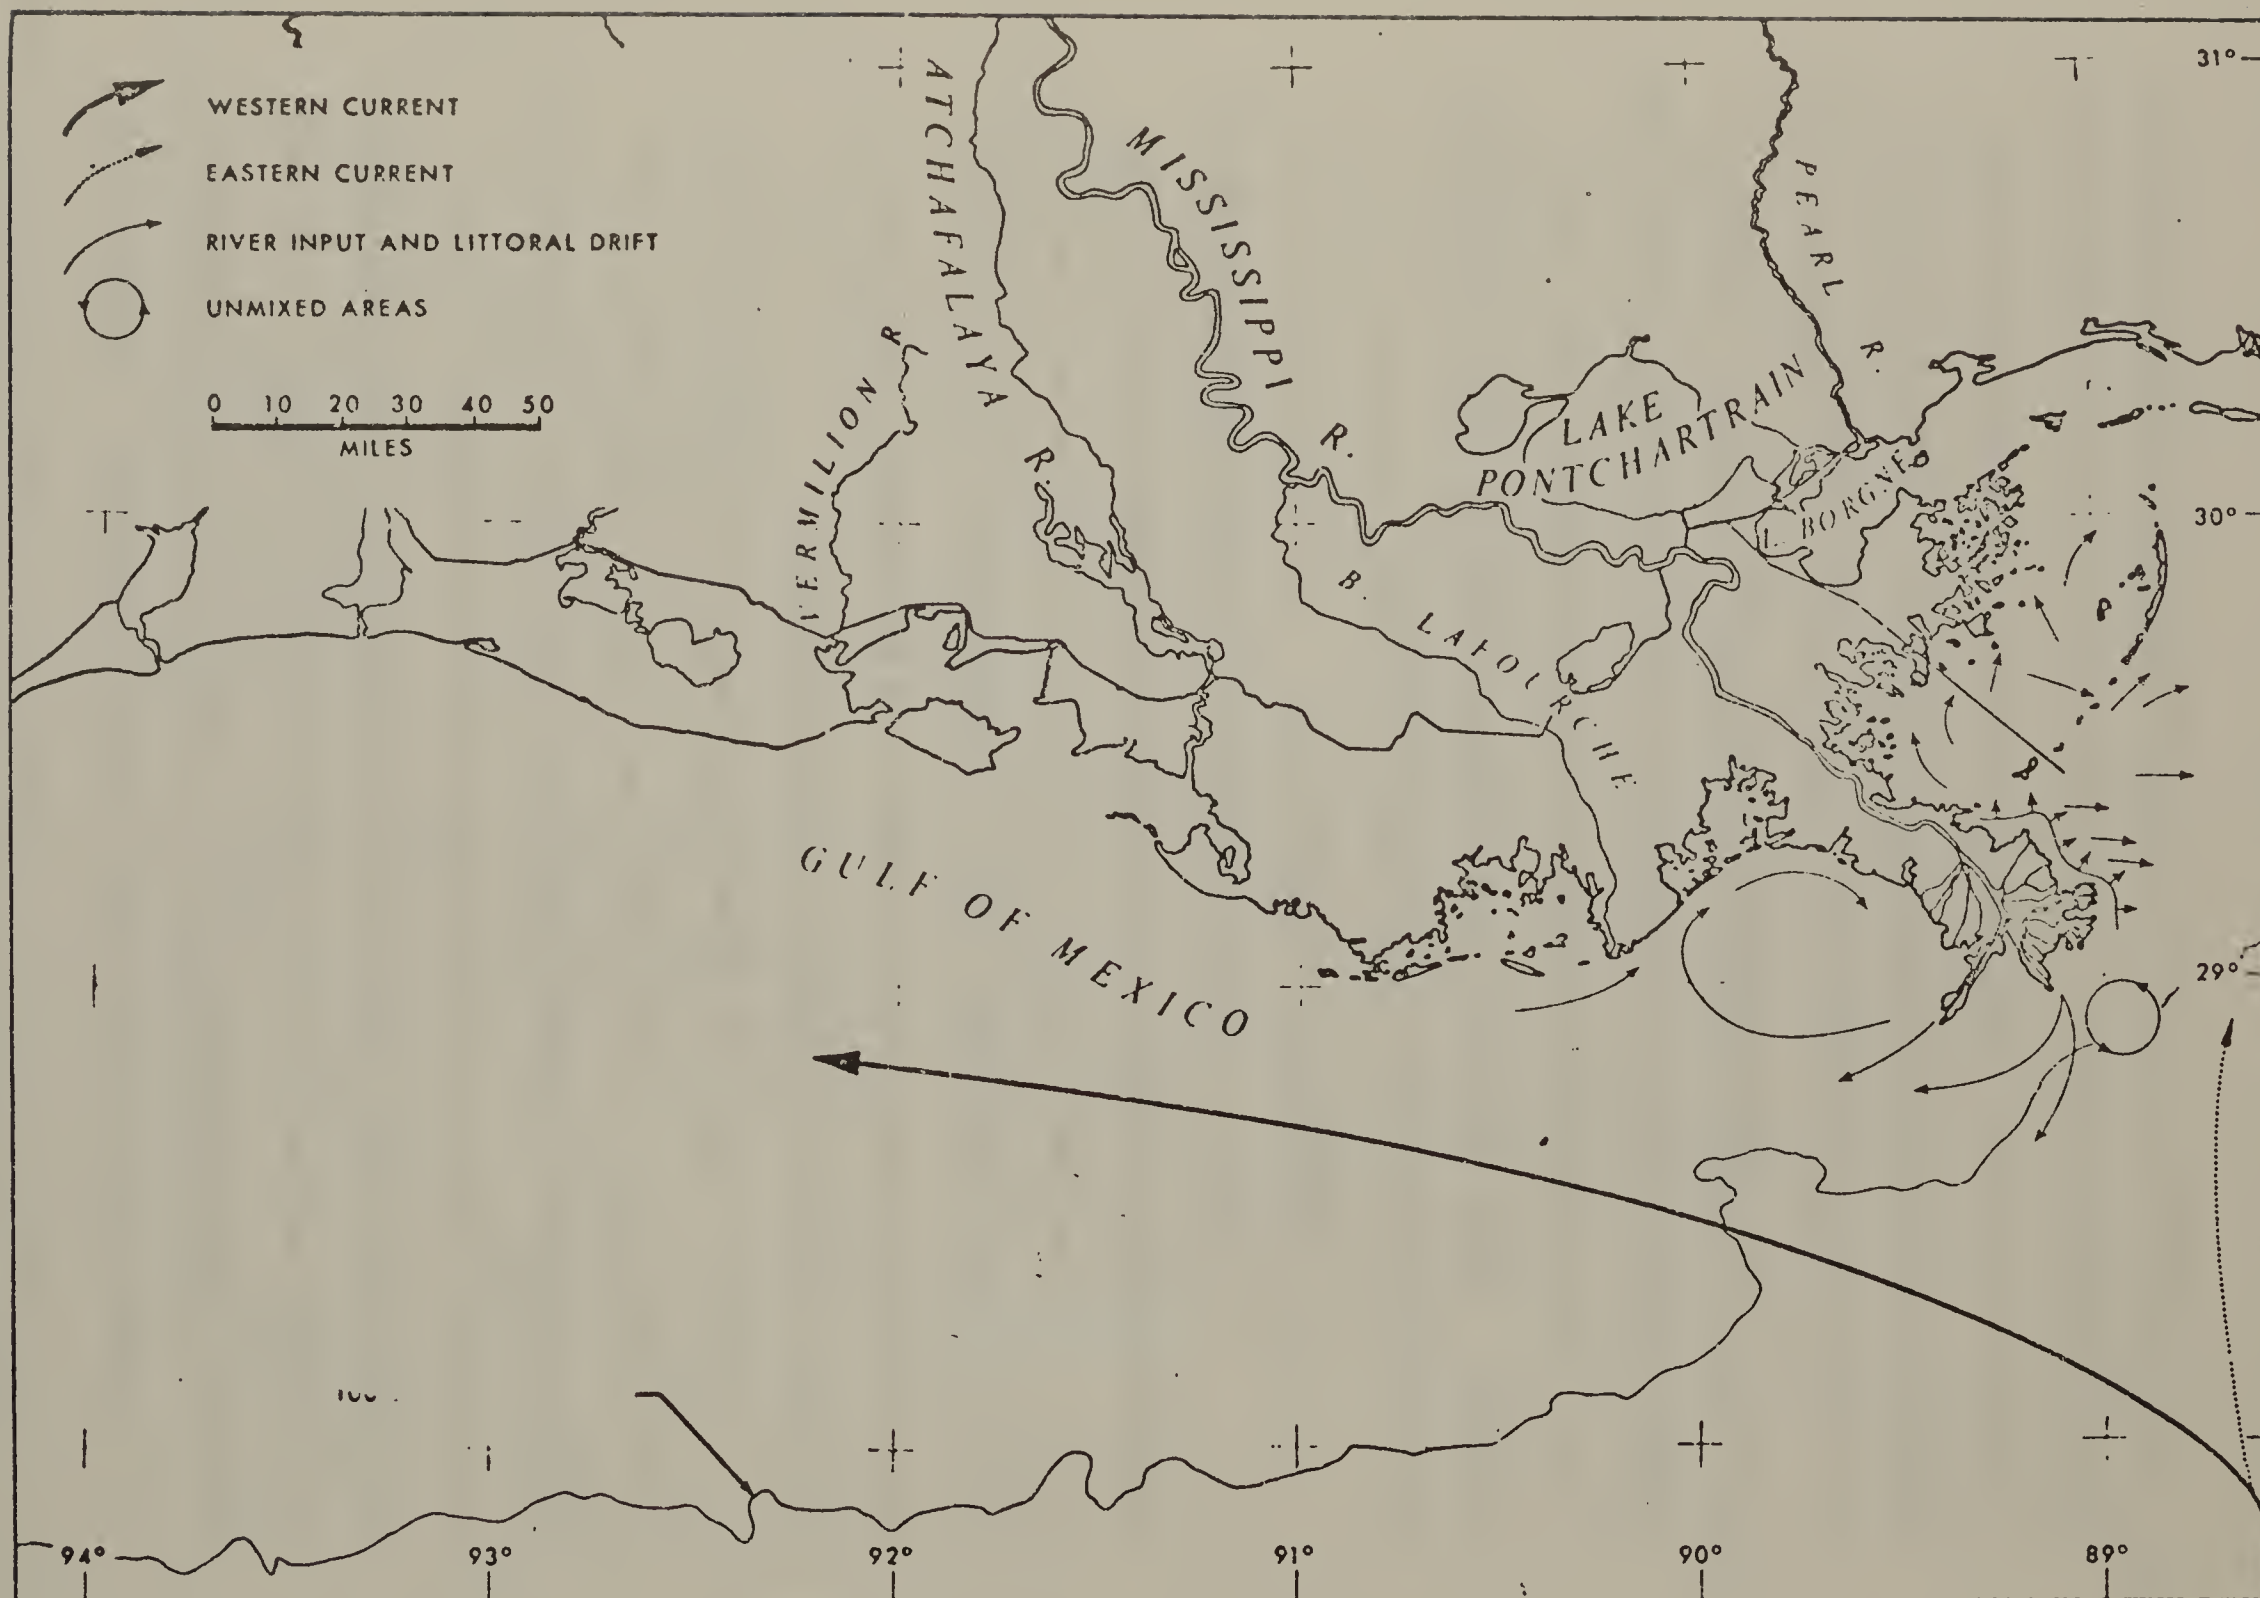 WESTERN CURRENT
EASTERN CURRENT
RIVER INPUT AND LITTORAL DRIFT
UNMIXED AREAS
0 10 20 30 40 50
MILES
ATCHAFALAYA R.
MISSISSIPPI R.
PEARL R.
VERMILION R
LAKE
PONTCHARTRAIN
L. BORGNE
B. LAFOURCHE
GULF OF MEXICO
31°
30°
29°
94° 93° 92° 91° 90° 89°